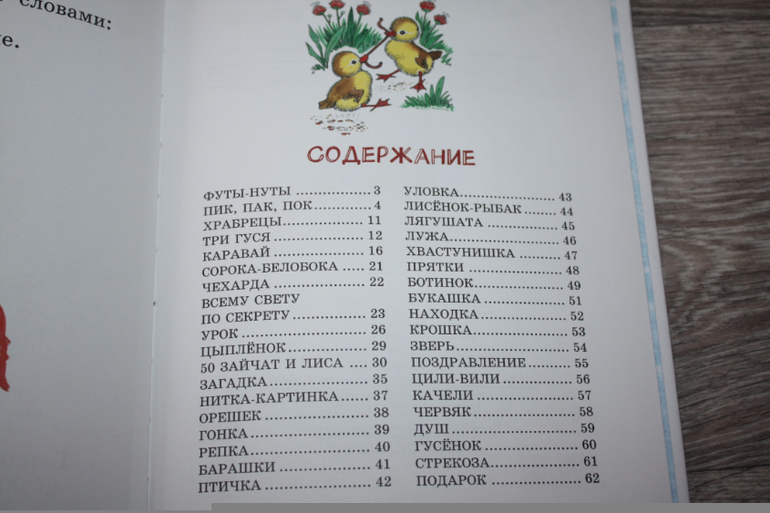 словами:
СОДЕРЖАНИЕ
ФУТЫ-НУТЫ .................. 3
ПИК, ПАК, ПОК ............. 4
ХРАБРЕЦЫ .................... 11
ТРИ ГУСЯ ...................... 12
КАРАВАЙ ....................... 16
СОРОКА-БЕЛОБОКА ..... 21
ЧЕХАРДА ....................... 22
ВСЕМУ СВЕТУ
ПО СЕКРЕТУ .................. 23
УРОК .............................. 26
ЦЫПЛЁНОК .................... 29
50 ЗАЙЧАТ И ЛИСА .... 30
ЗАГАДКА ........................ 35
НИТКА-КАРТИНКА ........ 37
ОРЕШЕК ......................... 38
ГОНКА ............................ 39
РЕПКА ............................ 40
БАРАШКИ ...................... 41
ПТИЧКА ......................... 42
УЛОВКА ......................... 43
ЛИСЁНОК-РЫБАК ........ 44
ЛЯГУШАТА ................... 45
ЛУЖА ............................. 46
ХВАСТУНИШКА ............. 47
ПРЯТКИ ......................... 48
БОТИНОК ....................... 49
БУКАШКА ...................... 51
НАХОДКА ....................... 52
КРОШКА ........................ 53
ЗВЕРЬ ............................ 54
ПОЗДРАВЛЕНИЕ ........... 55
ЦИЛИ-ВИЛИ .................. 56
КАЧЕЛИ ......................... 57
ЧЕРВЯК ......................... 58
ДУШ ............................... 59
ГУСЁНОК ........................ 60
СТРЕКОЗА ...................... 61
ПОДАРОК ....................... 62